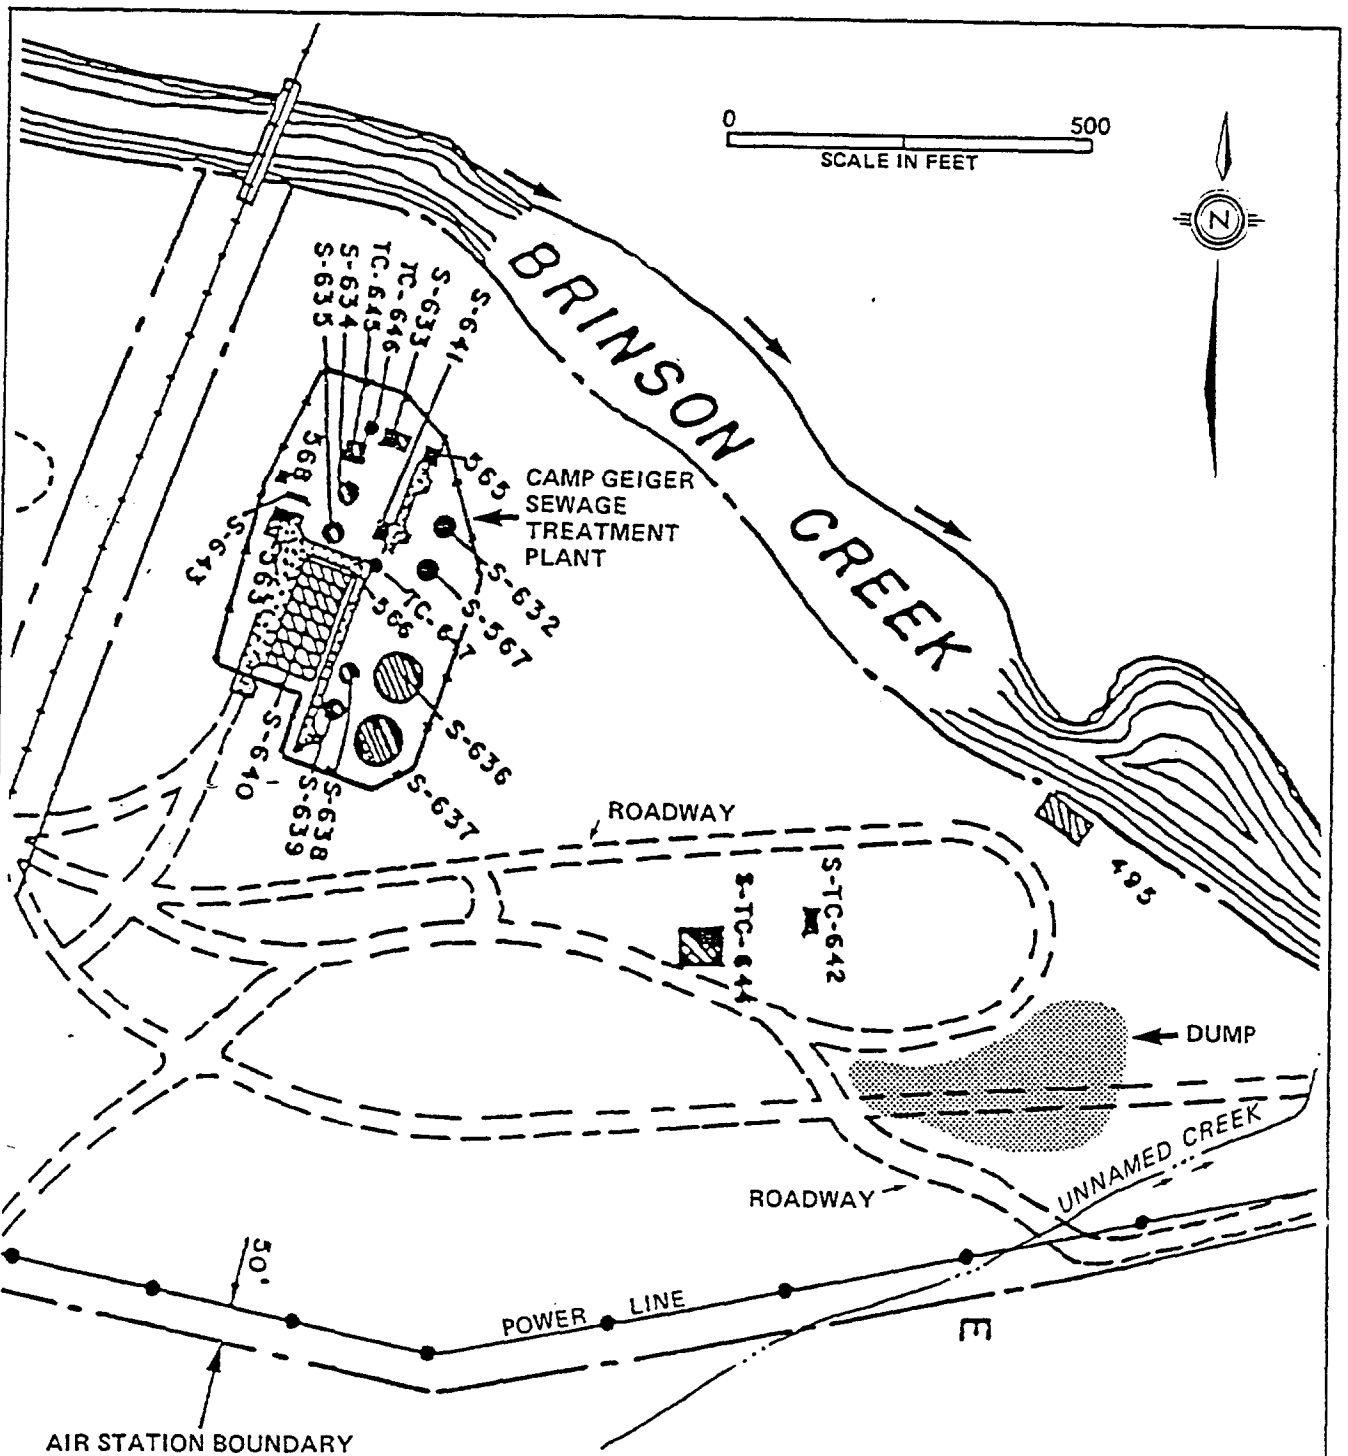 0 500
SCALE IN FEET
N
BRINSON CREEK
S-635
S-634
TC-645
TC-646
S-633
S-641
565
568
CAMP GEIGER
SEWAGE
TREATMENT
PLANT
S-643
563
566
TC-647
S-632
S-567
S-636
S-637
S-640
S-639
S-638
ROADWAY
495
S-TC-642
S-TC-644
DUMP
UNNAMED CREEK
ROADWAY
50'
POWER LINE
E
AIR STATION BOUNDARY